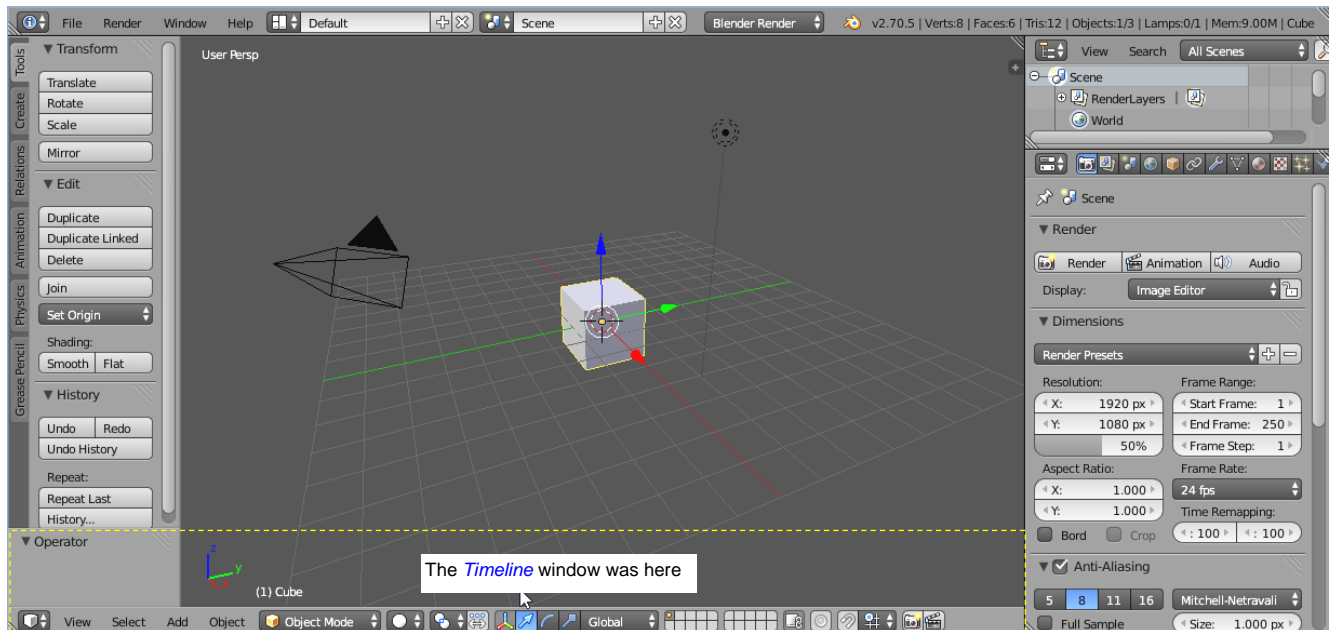 File Render Window Help Default Scene Blender Render v2.70.5 | Verts:8 | Faces:6 | Tris:12 | Objects:1/3 | Lamps:0/1 | Mem:9.00M | Cube
Tools
Create
Relations
Animation
Physics
Grease Pencil
Transform
Translate
Rotate
Scale
Mirror
Edit
Duplicate
Duplicate Linked
Delete
Join
Set Origin
Shading:
Smooth Flat
History
Undo Redo
Undo History
Repeat:
Repeat Last
History...
Operator
User Persp
z
y
x
(1) Cube
The Timeline window was here
View Select Add Object Object Mode Global
View Search All Scenes
Scene
RenderLayers |
World
Scene
Render
Render Animation Audio
Display: Image Editor
Dimensions
Render Presets
Resolution: Frame Range:
X: 1920 px Start Frame: 1
Y: 1080 px End Frame: 250
50% Frame Step: 1
Aspect Ratio: Frame Rate:
X: 1.000 24 fps
Y: 1.000 Time Remapping:
Bord Crop : 100 : 100
Anti-Aliasing
5 8 11 16 Mitchell-Netravali
Full Sample Size: 1.000 px